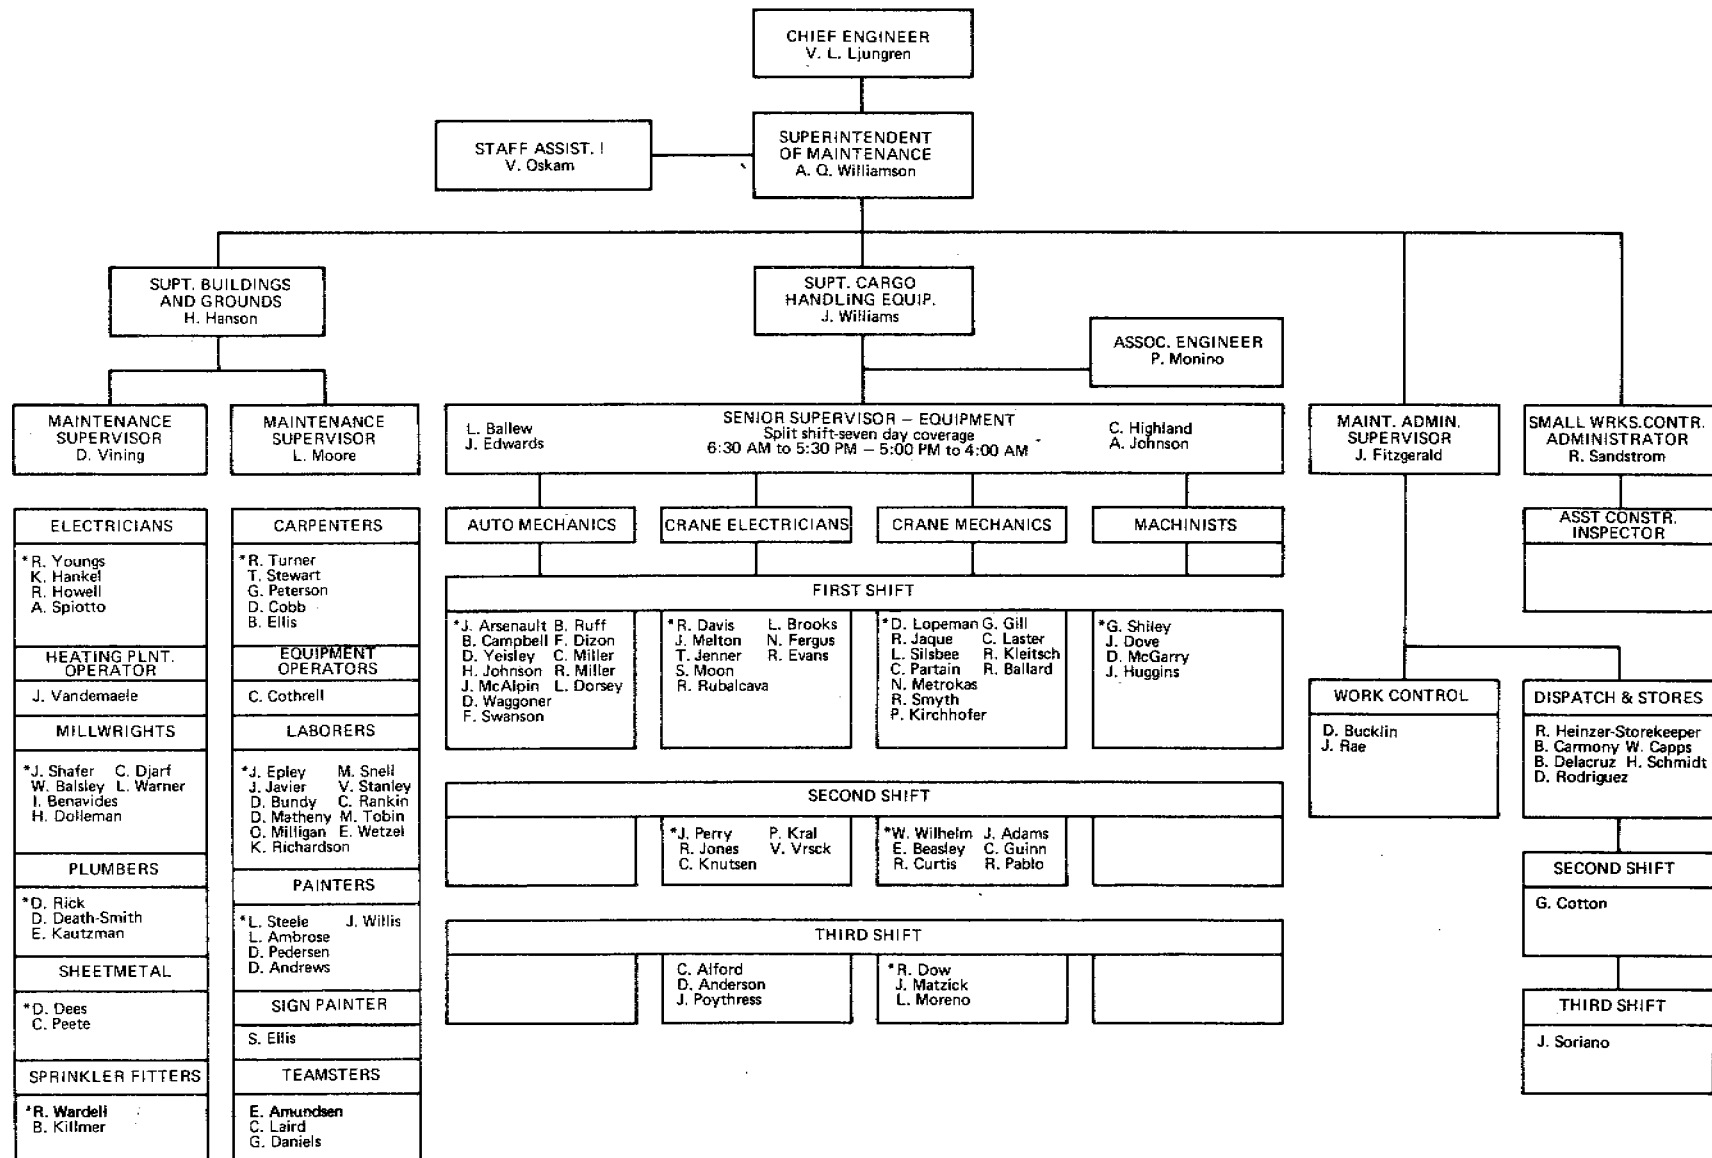 CHIEF ENGINEER
V. L. Ljungren
STAFF ASSIST. I
V. Oskam
SUPERINTENDENT
OF MAINTENANCE
A. Q. Williamson
SUPT. BUILDINGS
AND GROUNDS
H. Hanson
SUPT. CARGO
HANDLING EQUIP.
J. Williams
ASSOC. ENGINEER
P. Monino
MAINTENANCE
SUPERVISOR
D. Vining
MAINTENANCE
SUPERVISOR
L. Moore
L. Ballew
J. Edwards
SENIOR SUPERVISOR – EQUIPMENT
Split shift-seven day coverage
6:30 AM to 5:30 PM – 5:00 PM to 4:00 AM
C. Highland
A. Johnson
MAINT. ADMIN.
SUPERVISOR
J. Fitzgerald
SMALL WRKS.CONTR.
ADMINISTRATOR
R. Sandstrom
ELECTRICIANS
*R. Youngs
K. Hankel
R. Howell
A. Spiotto
HEATING PLNT.
OPERATOR
J. Vandemaele
MILLWRIGHTS
*J. Shafer C. Djarf
W. Balsley L. Warner
I. Benavides
H. Dolleman
PLUMBERS
*D. Rick
D. Death-Smith
E. Kautzman
SHEETMETAL
*D. Dees
C. Peete
SPRINKLER FITTERS
*R. Wardell
B. Killmer
CARPENTERS
*R. Turner
T. Stewart
G. Peterson
D. Cobb
B. Ellis
EQUIPMENT
OPERATORS
C. Cothrell
LABORERS
*J. Epley M. Snell
J. Javier V. Stanley
D. Bundy C. Rankin
D. Matheny M. Tobin
O. Milligan E. Wetzel
K. Richardson
PAINTERS
*L. Steele J. Willis
L. Ambrose
D. Pedersen
D. Andrews
SIGN PAINTER
S. Ellis
TEAMSTERS
E. Amundsen
C. Laird
G. Daniels
AUTO MECHANICS
CRANE ELECTRICIANS
CRANE MECHANICS
MACHINISTS
FIRST SHIFT
*J. Arsenault B. Ruff
B. Campbell F. Dizon
D. Yeisley C. Miller
H. Johnson R. Miller
J. McAlpin L. Dorsey
D. Waggoner
F. Swanson
*R. Davis L. Brooks
J. Melton N. Fergus
T. Jenner R. Evans
S. Moon
R. Rubalcava
*D. Lopeman G. Gill
R. Jaque C. Laster
L. Silsbee R. Kleitsch
C. Partain R. Ballard
N. Metrokas
R. Smyth
P. Kirchhofer
*G. Shiley
J. Dove
D. McGarry
J. Huggins
SECOND SHIFT
*J. Perry P. Kral
R. Jones V. Vrsck
C. Knutsen
*W. Wilhelm J. Adams
E. Beasley C. Guinn
R. Curtis R. Pablo
THIRD SHIFT
C. Alford
D. Anderson
J. Poythress
*R. Dow
J. Matzick
L. Moreno
ASST CONSTR.
INSPECTOR
WORK CONTROL
D. Bucklin
J. Rae
DISPATCH & STORES
R. Heinzer-Storekeeper
B. Carmony W. Capps
B. Delacruz H. Schmidt
D. Rodriguez
SECOND SHIFT
G. Cotton
THIRD SHIFT
J. Soriano